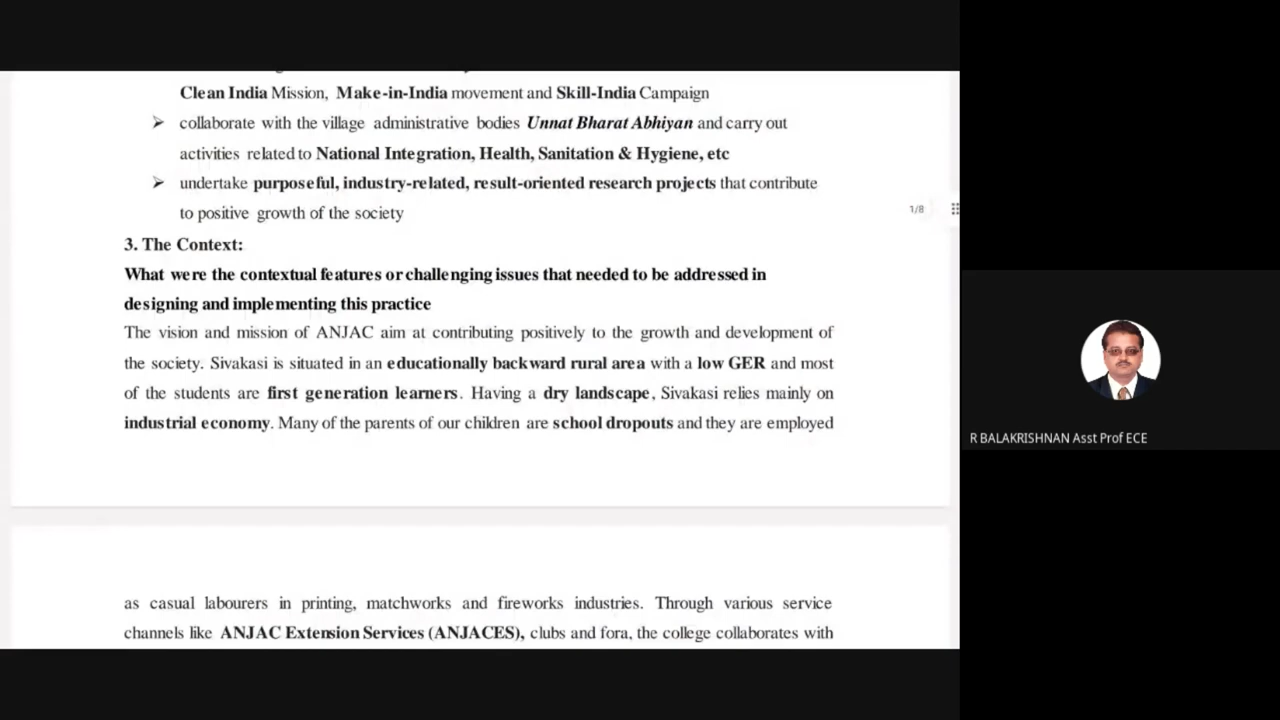 Clean India Mission, Make-in-India movement and Skill-India Campaign
➤ collaborate with the village administrative bodies Unnat Bharat Abhiyan and carry out
activities related to National Integration, Health, Sanitation & Hygiene, etc
➤ undertake purposeful, industry-related, result-oriented research projects that contribute
to positive growth of the society
1/8
3. The Context:
What were the contextual features or challenging issues that needed to be addressed in
designing and implementing this practice
The vision and mission of ANJAC aim at contributing positively to the growth and development of
the society. Sivakasi is situated in an educationally backward rural area with a low GER and most
of the students are first generation learners. Having a dry landscape, Sivakasi relies mainly on
industrial economy. Many of the parents of our children are school dropouts and they are employed
as casual labourers in printing, matchworks and fireworks industries. Through various service
channels like ANJAC Extension Services (ANJACES), clubs and fora, the college collaborates with
R BALAKRISHNAN Asst Prof ECE